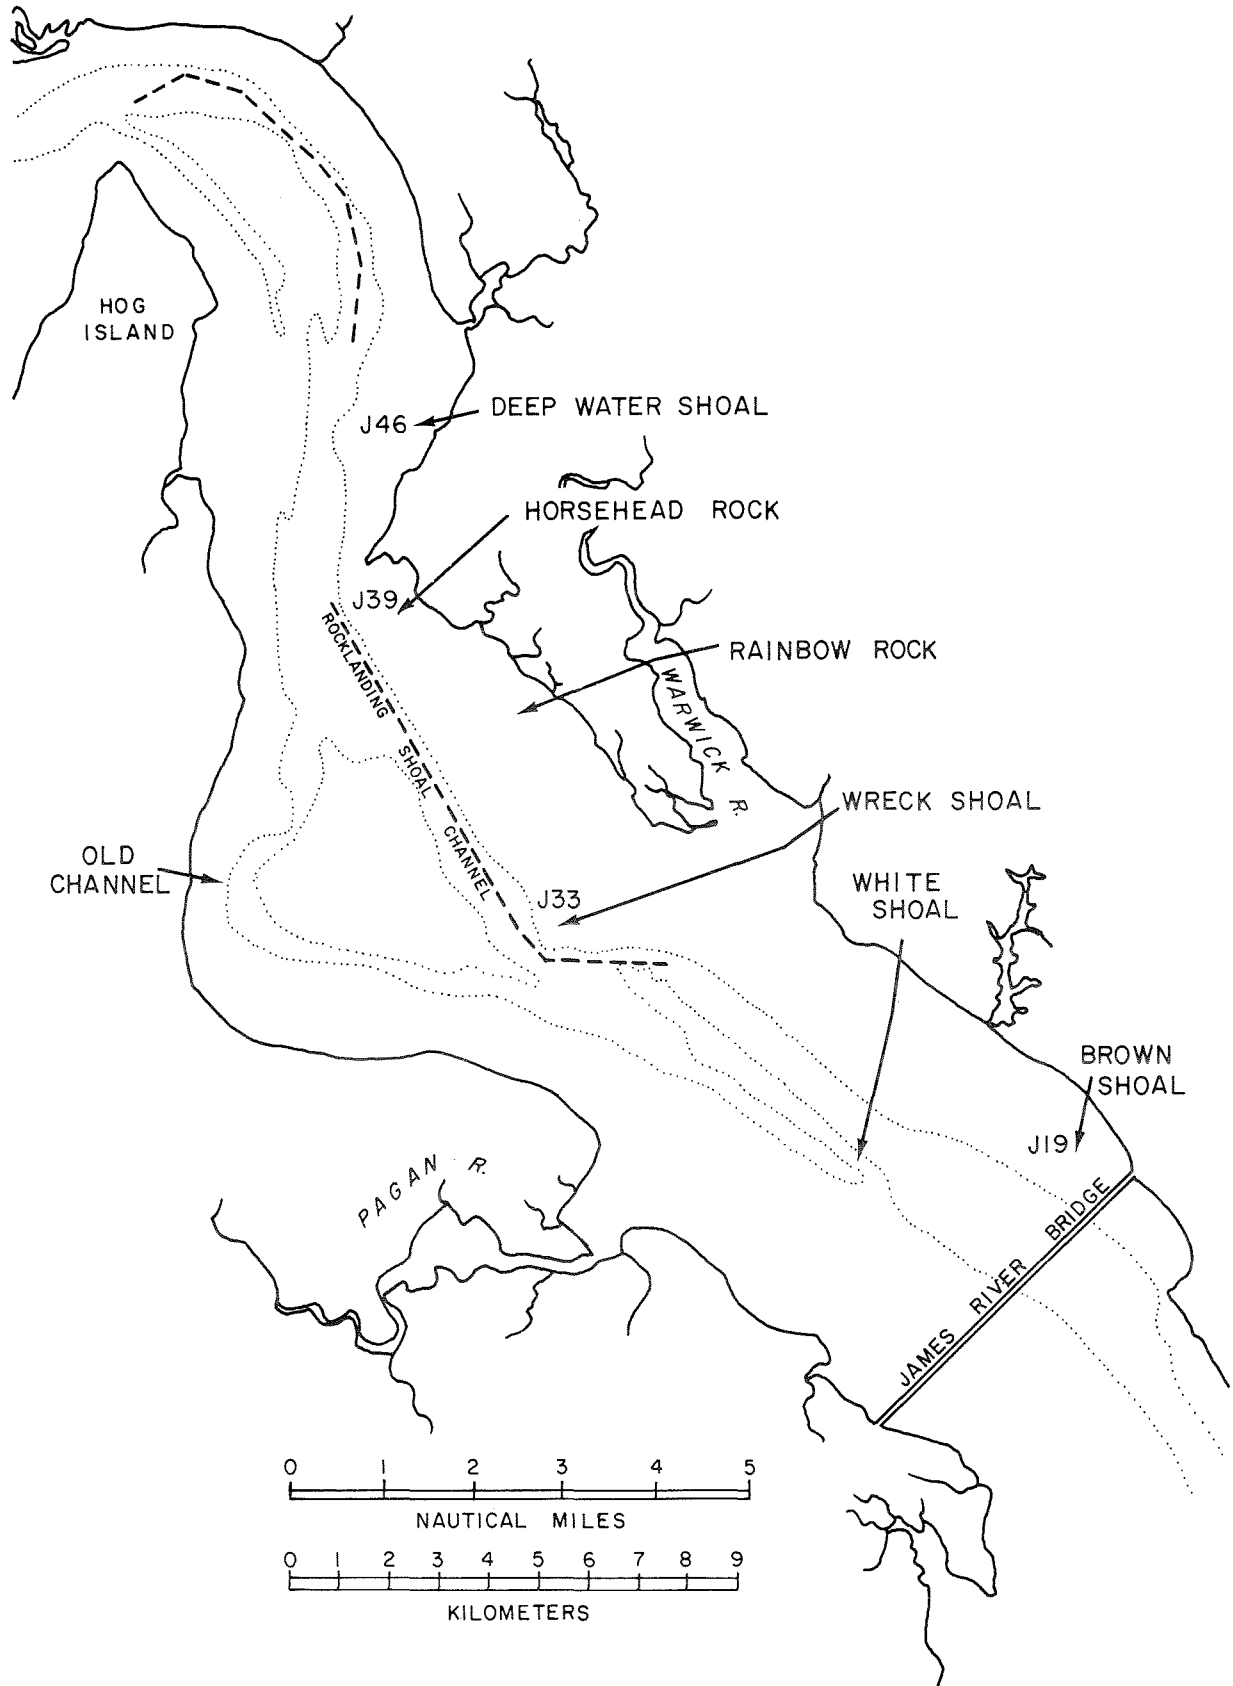 HOG
ISLAND
J46
DEEP WATER SHOAL
HORSEHEAD ROCK
J39
RAINBOW ROCK
ROCKLANDING SHOAL CHANNEL
WARWICK R.
WRECK SHOAL
OLD
CHANNEL
J33
WHITE
SHOAL
BROWN
SHOAL
J19
PAGAN R.
JAMES RIVER BRIDGE
0 1 2 3 4 5
NAUTICAL MILES
0 1 2 3 4 5 6 7 8 9
KILOMETERS